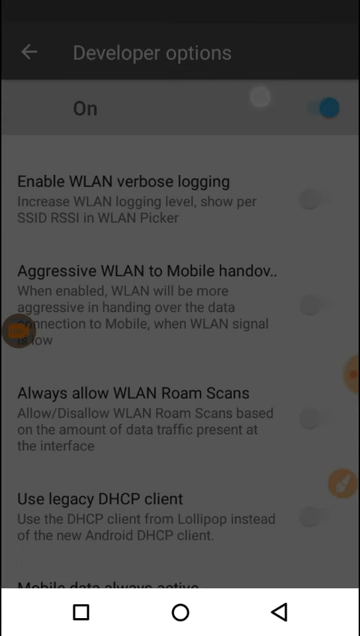 Developer options
On
Enable WLAN verbose logging
Increase WLAN logging level, show per
SSID RSSI in WLAN Picker
Aggressive WLAN to Mobile handov..
When enabled, WLAN will be more
aggressive in handing over the data
connection to Mobile, when WLAN signal
is low
Always allow WLAN Roam Scans
Allow/Disallow WLAN Roam Scans based
on the amount of data traffic present at
the interface
Use legacy DHCP client
Use the DHCP client from Lollipop instead
of the new Android DHCP client.
Mobile data always active